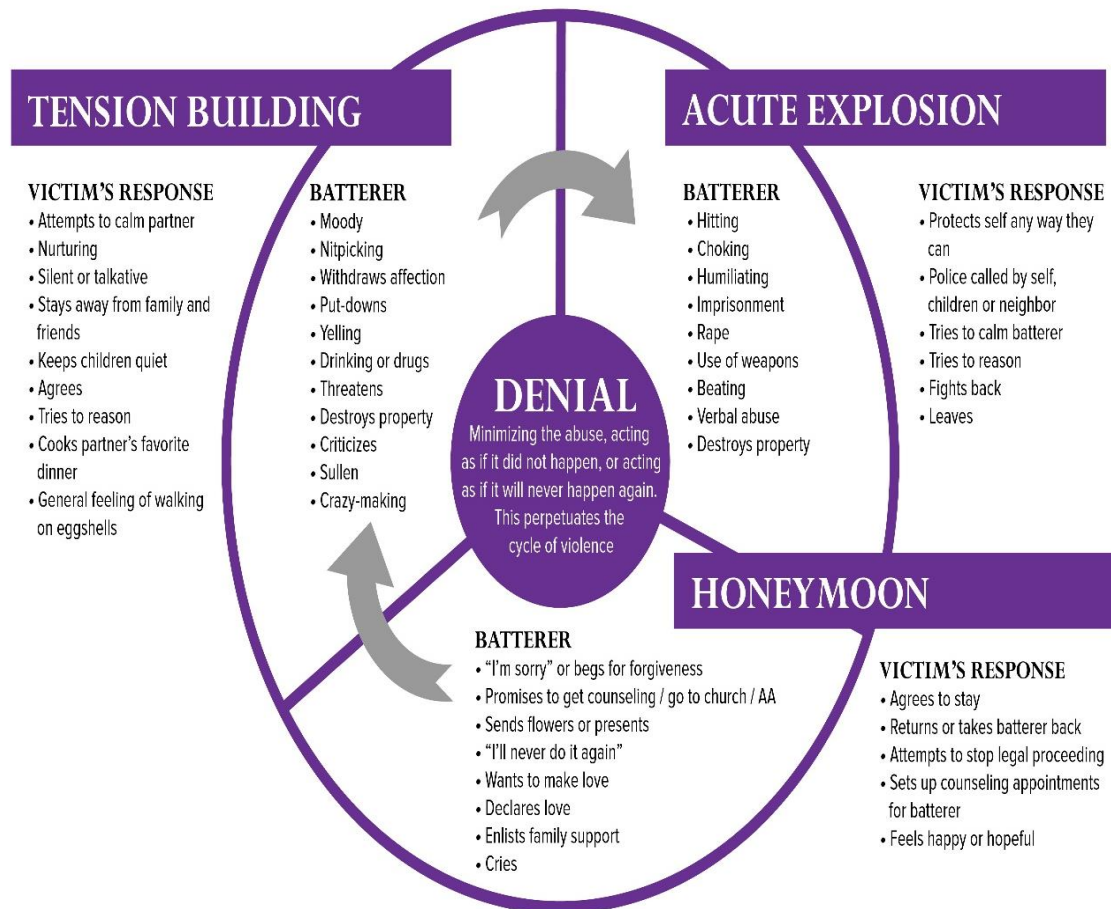 TENSION BUILDING
VICTIM'S RESPONSE
• Attempts to calm partner
• Nurturing
• Silent or talkative
• Stays away from family and
friends
• Keeps children quiet
• Agrees
• Tries to reason
• Cooks partner's favorite
dinner
• General feeling of walking
on eggshells
BATTERER
• Moody
• Nitpicking
• Withdraws affection
• Put-downs
• Yelling
• Drinking or drugs
• Threatens
• Destroys property
• Criticizes
• Sullen
• Crazy-making
ACUTE EXPLOSION
BATTERER
• Hitting
• Choking
• Humiliating
• Imprisonment
• Rape
• Use of weapons
• Beating
• Verbal abuse
• Destroys property
VICTIM'S RESPONSE
• Protects self any way they
can
• Police called by self,
children or neighbor
• Tries to calm batterer
• Tries to reason
• Fights back
• Leaves
DENIAL
Minimizing the abuse, acting
as if it did not happen, or acting
as if it will never happen again.
This perpetuates the
cycle of violence
HONEYMOON
BATTERER
• “I'm sorry” or begs for forgiveness
• Promises to get counseling / go to church / AA
• Sends flowers or presents
• “I'll never do it again”
• Wants to make love
• Declares love
• Enlists family support
• Cries
VICTIM'S RESPONSE
• Agrees to stay
• Returns or takes batterer back
• Attempts to stop legal proceeding
• Sets up counseling appointments
for batterer
• Feels happy or hopeful